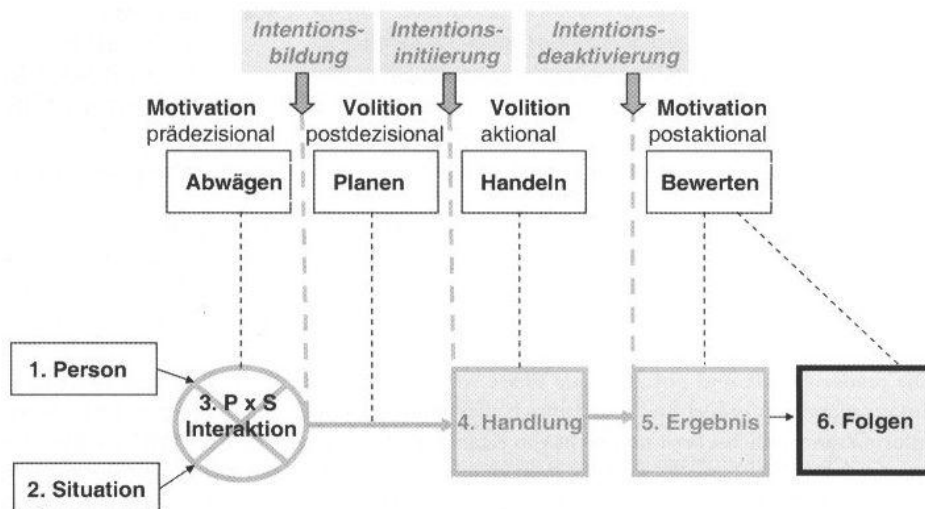 Intentions-
bildung
Intentions-
initiierung
Intentions-
deaktivierung
Motivation
prädezisional
Volition
postdezisional
Volition
aktional
Motivation
postaktional
Abwägen
Planen
Handeln
Bewerten
1. Person
3. P x S
Interaktion
2. Situation
4. Handlung
5. Ergebnis
6. Folgen